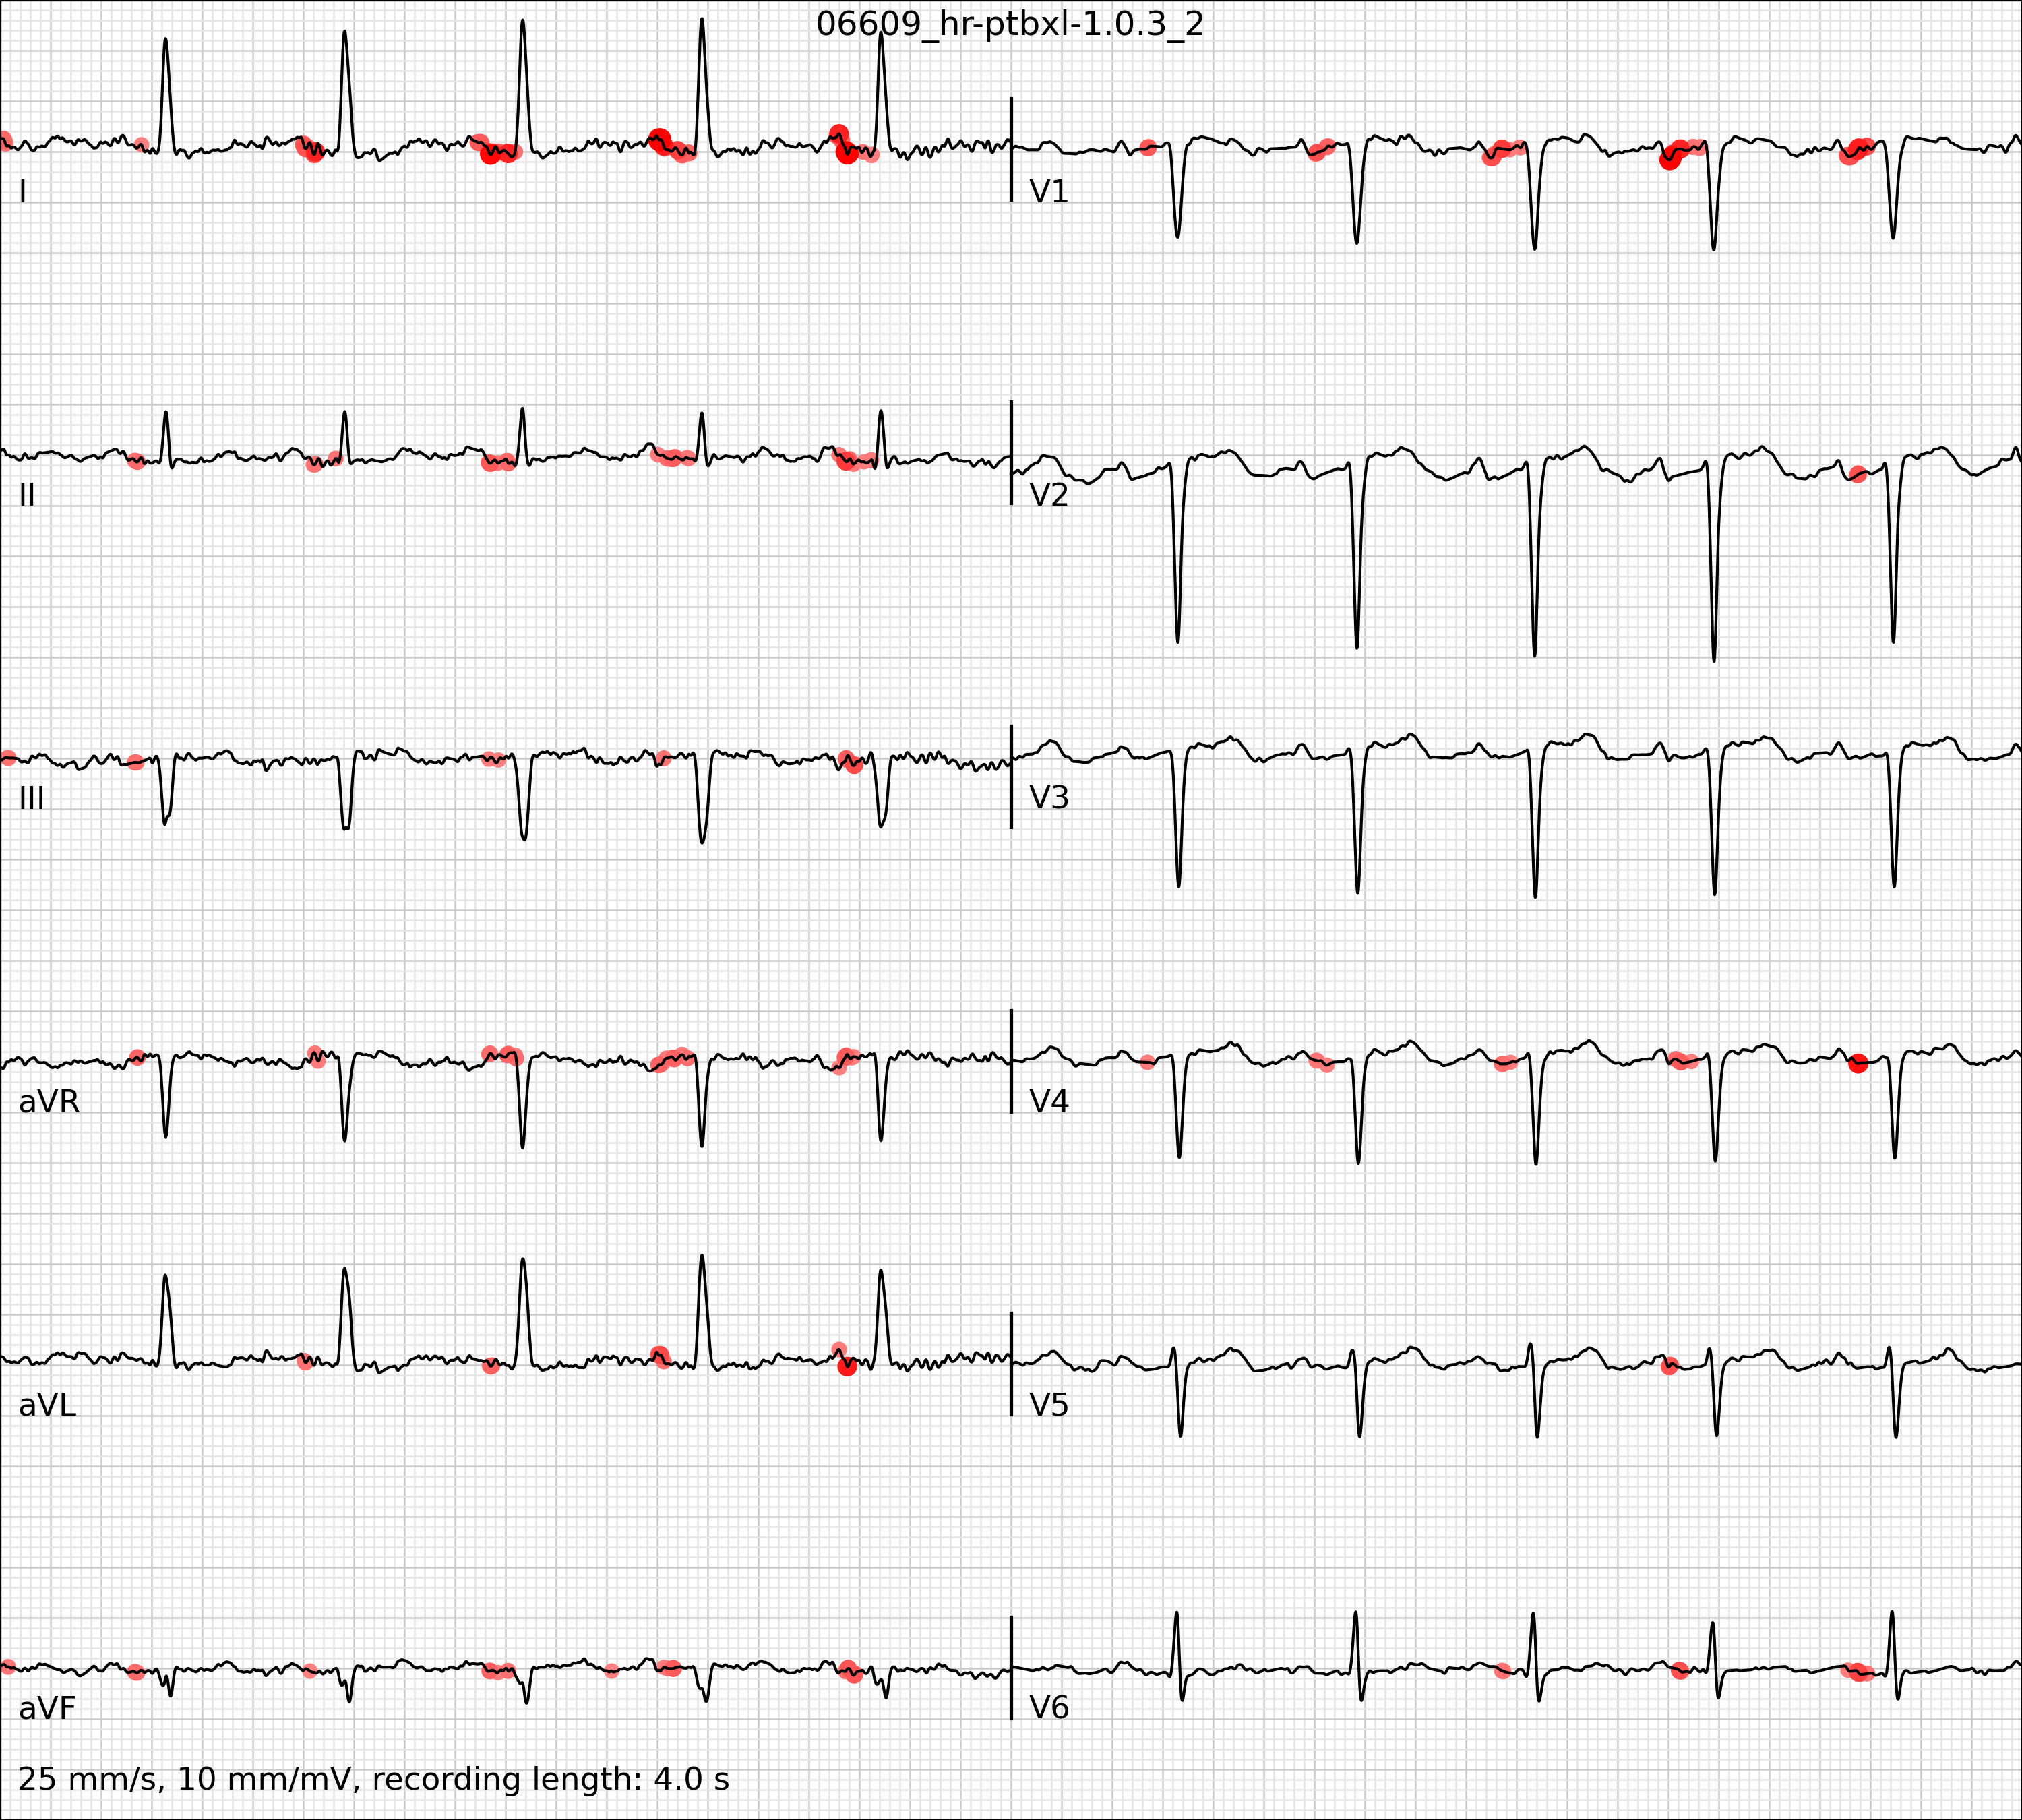 06609_hr-ptbxl-1.0.3_2
I
V1
II
V2
III
V3
aVR
V4
aVL
V5
aVF
V6
25 mm/s, 10 mm/mV, recording length: 4.0 s